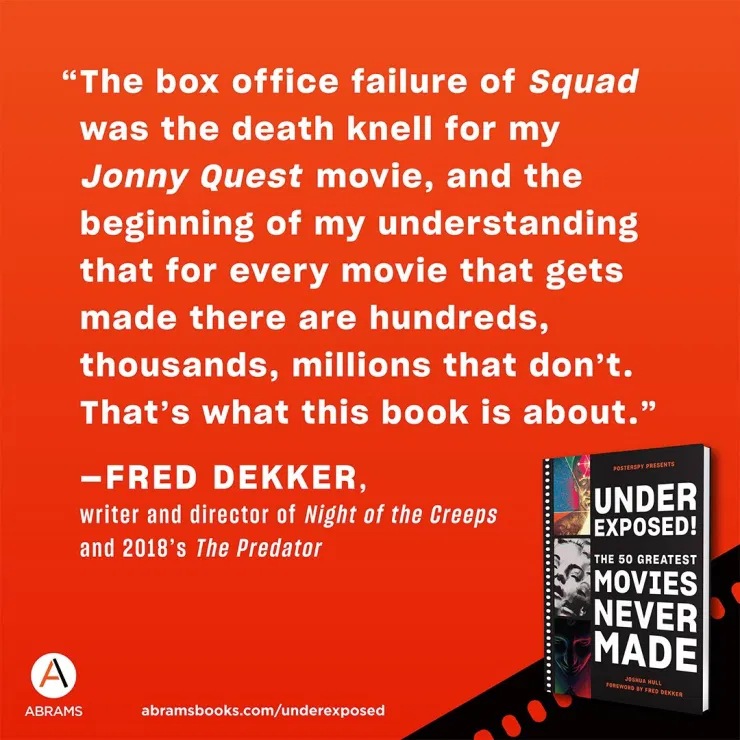 “The box office failure of Squad
was the death knell for my
Jonny Quest movie, and the
beginning of my understanding
that for every movie that gets
made there are hundreds,
thousands, millions that don’t.
That’s what this book is about.”
–FRED DEKKER,
writer and director of Night of the Creeps
and 2018’s The Predator
POSTERSPY PRESENTS
UNDER
EXPOSED!
THE 50 GREATEST
MOVIES
NEVER
MADE
JOSHUA HULL
FOREWORD BY FRED DEKKER
A
ABRAMS
abramsbooks.com/underexposed